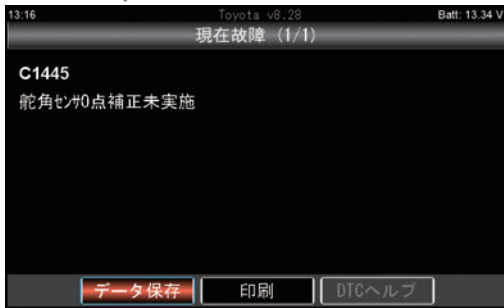 13:16 Toyota v8.28 Batt: 13.34 V
現在故障 (1/1)
C1445
舵角ｾﾝｻ0点補正未実施
データ保存 印刷 DTCヘルプ